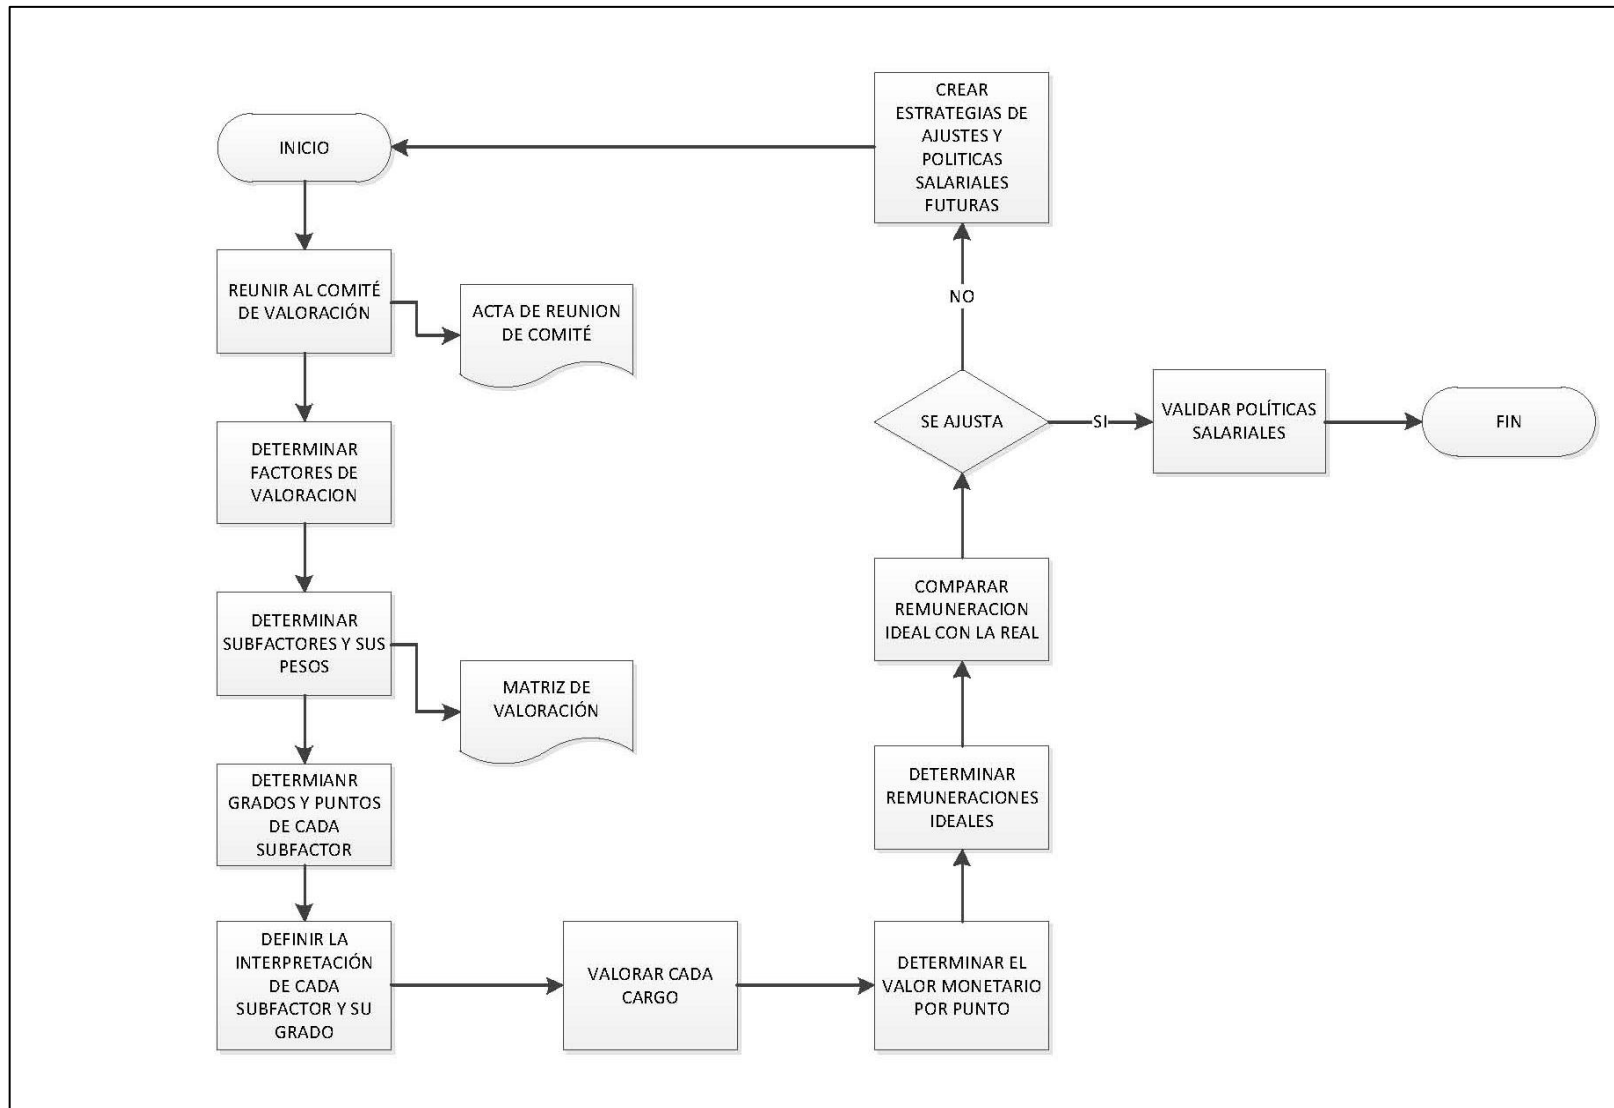 INICIO
REUNIR AL COMITÉ
DE VALORACIÓN
ACTA DE REUNION
DE COMITÉ
DETERMINAR
FACTORES DE
VALORACION
DETERMINAR
SUBFACTORES Y SUS
PESOS
MATRIZ DE
VALORACIÓN
DETERMIANR
GRADOS Y PUNTOS
DE CADA
SUBFACTOR
DEFINIR LA
INTERPRETACIÓN
DE CADA
SUBFACTOR Y SU
GRADO
VALORAR CADA
CARGO
DETERMINAR EL
VALOR MONETARIO
POR PUNTO
DETERMINAR
REMUNERACIONES
IDEALES
COMPARAR
REMUNERACION
IDEAL CON LA REAL
SE AJUSTA
NO
CREAR
ESTRATEGIAS DE
AJUSTES Y
POLITICAS
SALARIALES
FUTURAS
SI
VALIDAR POLÍTICAS
SALARIALES
FIN